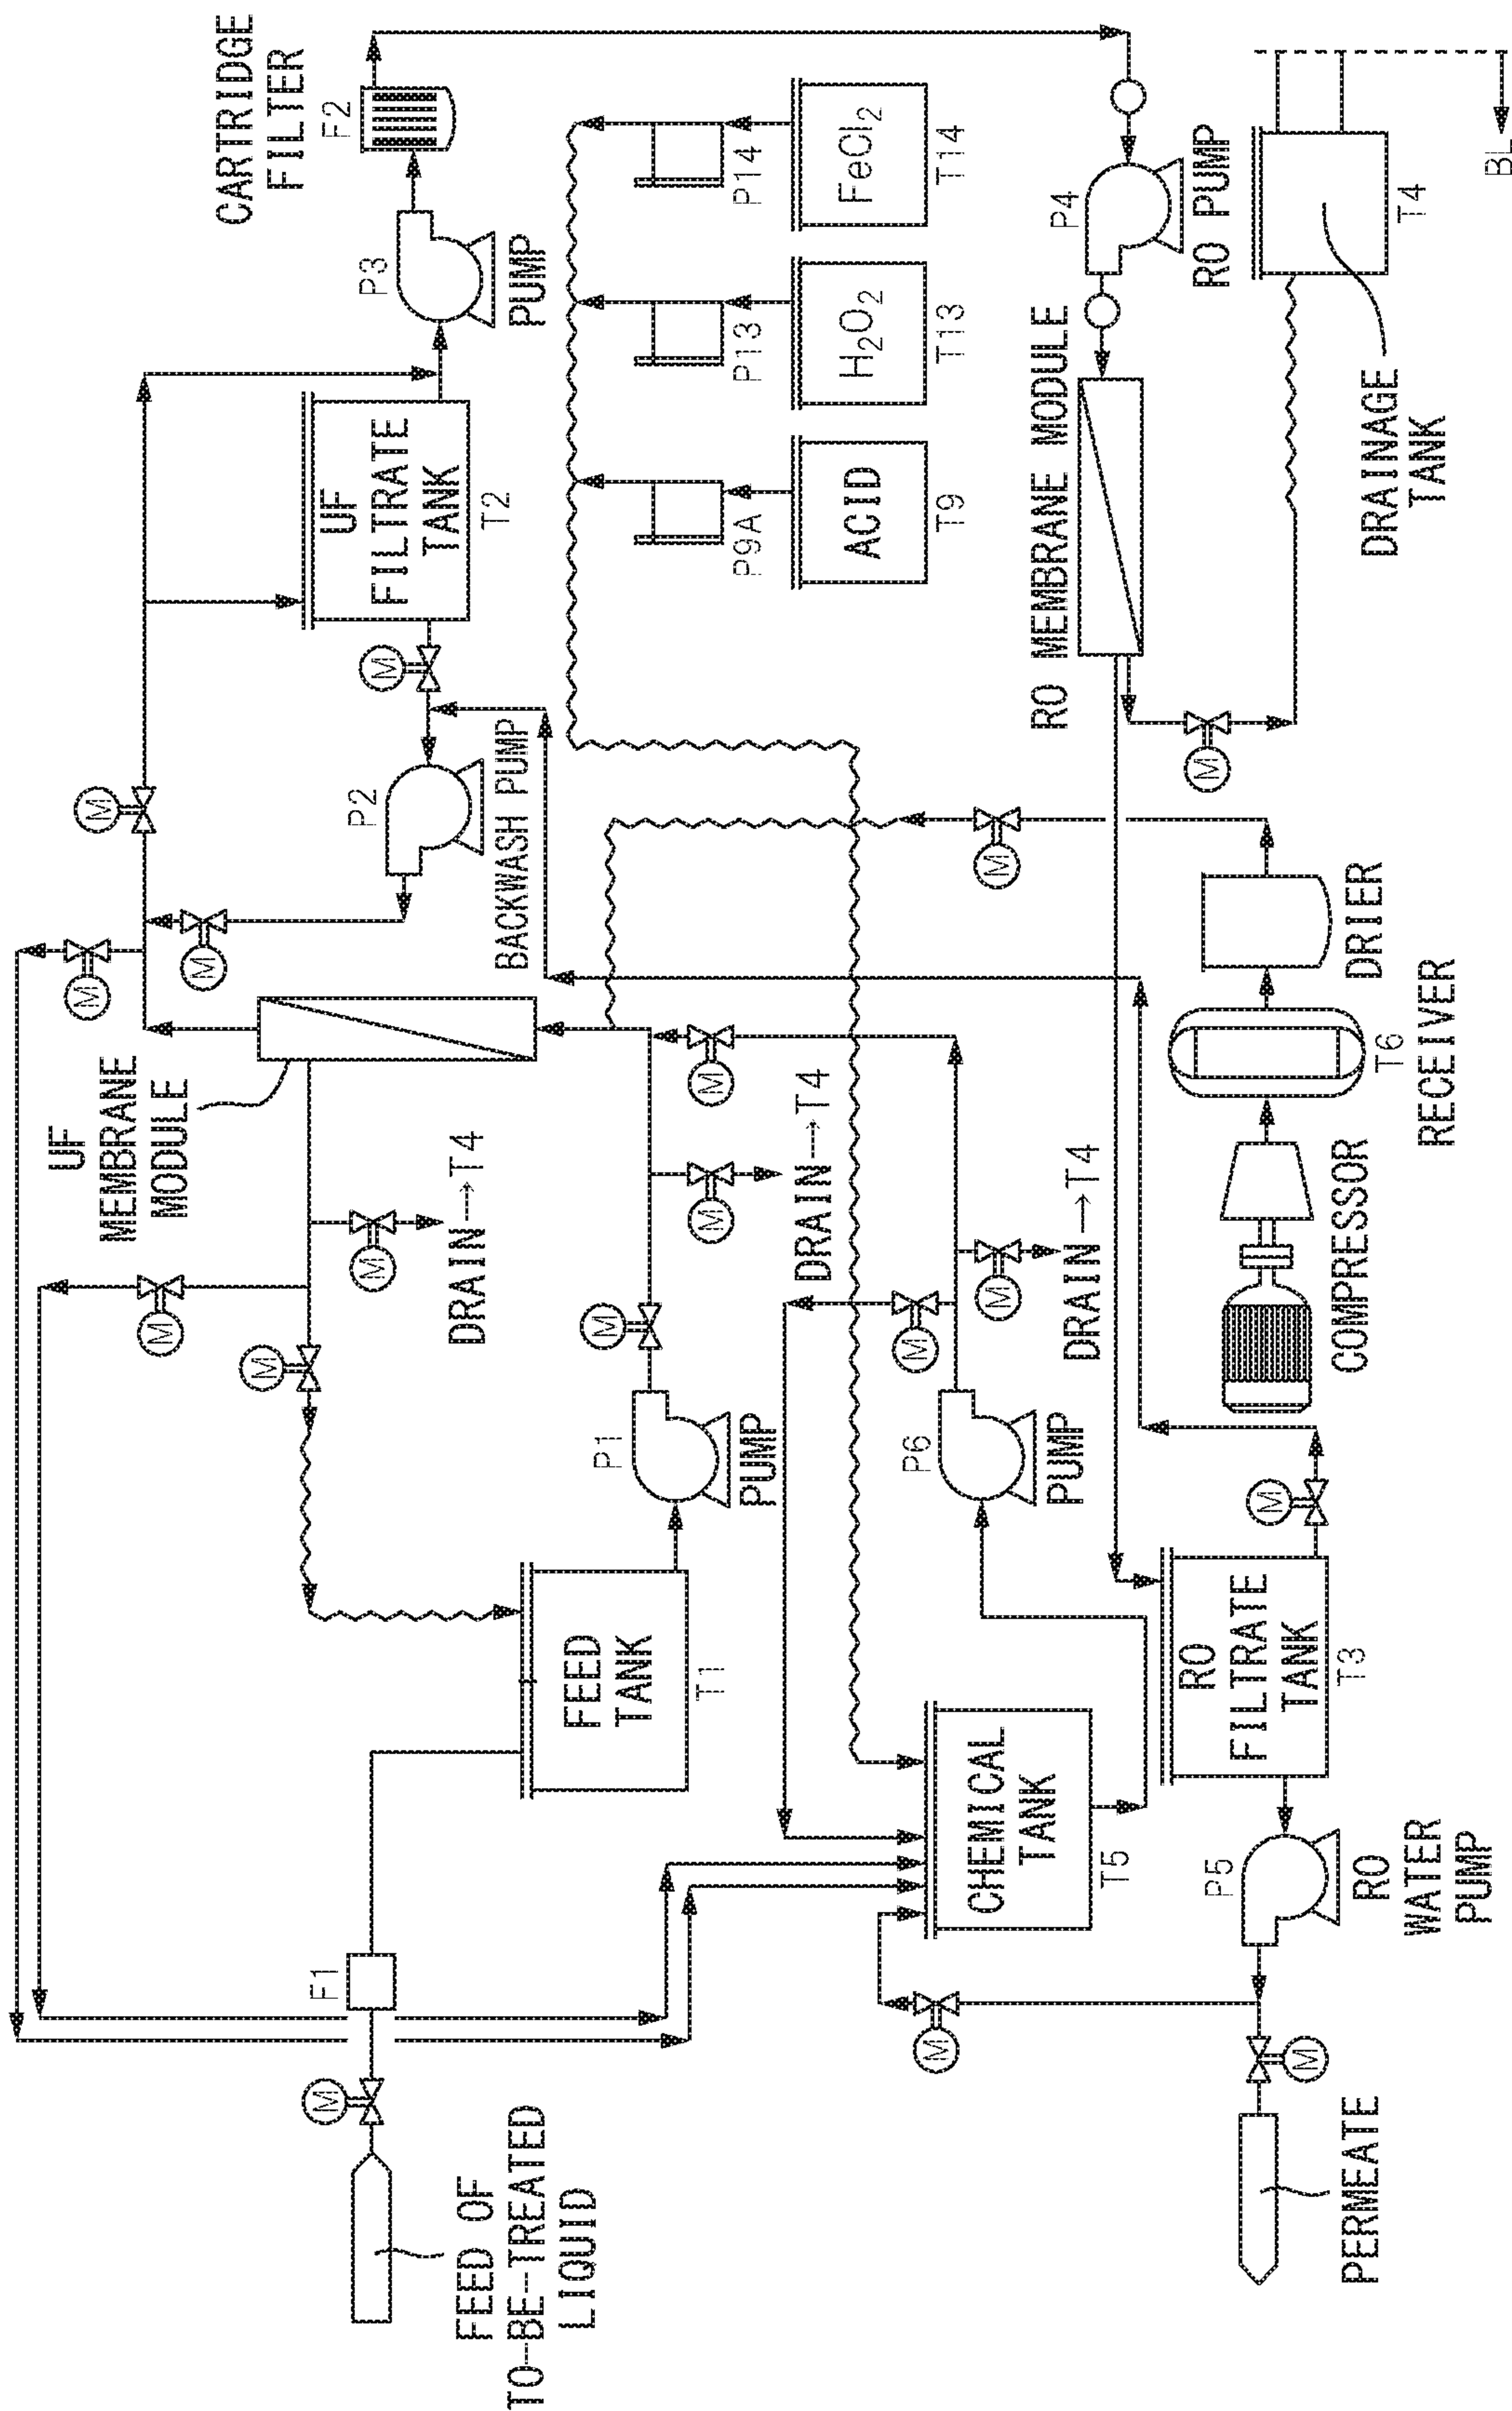 FEED OF
TO-BE-TREATED
LIQUID
M
F1
M
M
UF
MEMBRANE
MODULE
M
DRAIN→T4
M
M
M
UF
FILTRATE
TANK
T2
M
P2
BACKWASH PUMP
P3
PUMP
CARTRIDGE
FILTER
F2
FEED
TANK
T1
P1
PUMP
M
M
DRAIN→T4
M
P9A
P13
P14
ACID
T9
H2O2
T13
FeCl2
T14
CHEMICAL
TANK
T5
M
P6
PUMP
M
M
DRAIN→T4
M
RO MEMBRANE MODULE
P4
RO PUMP
M
PERMEATE
M
P5
RO
WATER
PUMP
RO
FILTRATE
TANK
T3
M
COMPRESSOR
T6
RECEIVER
DRIER
DRAINAGE
TANK
T4
BL